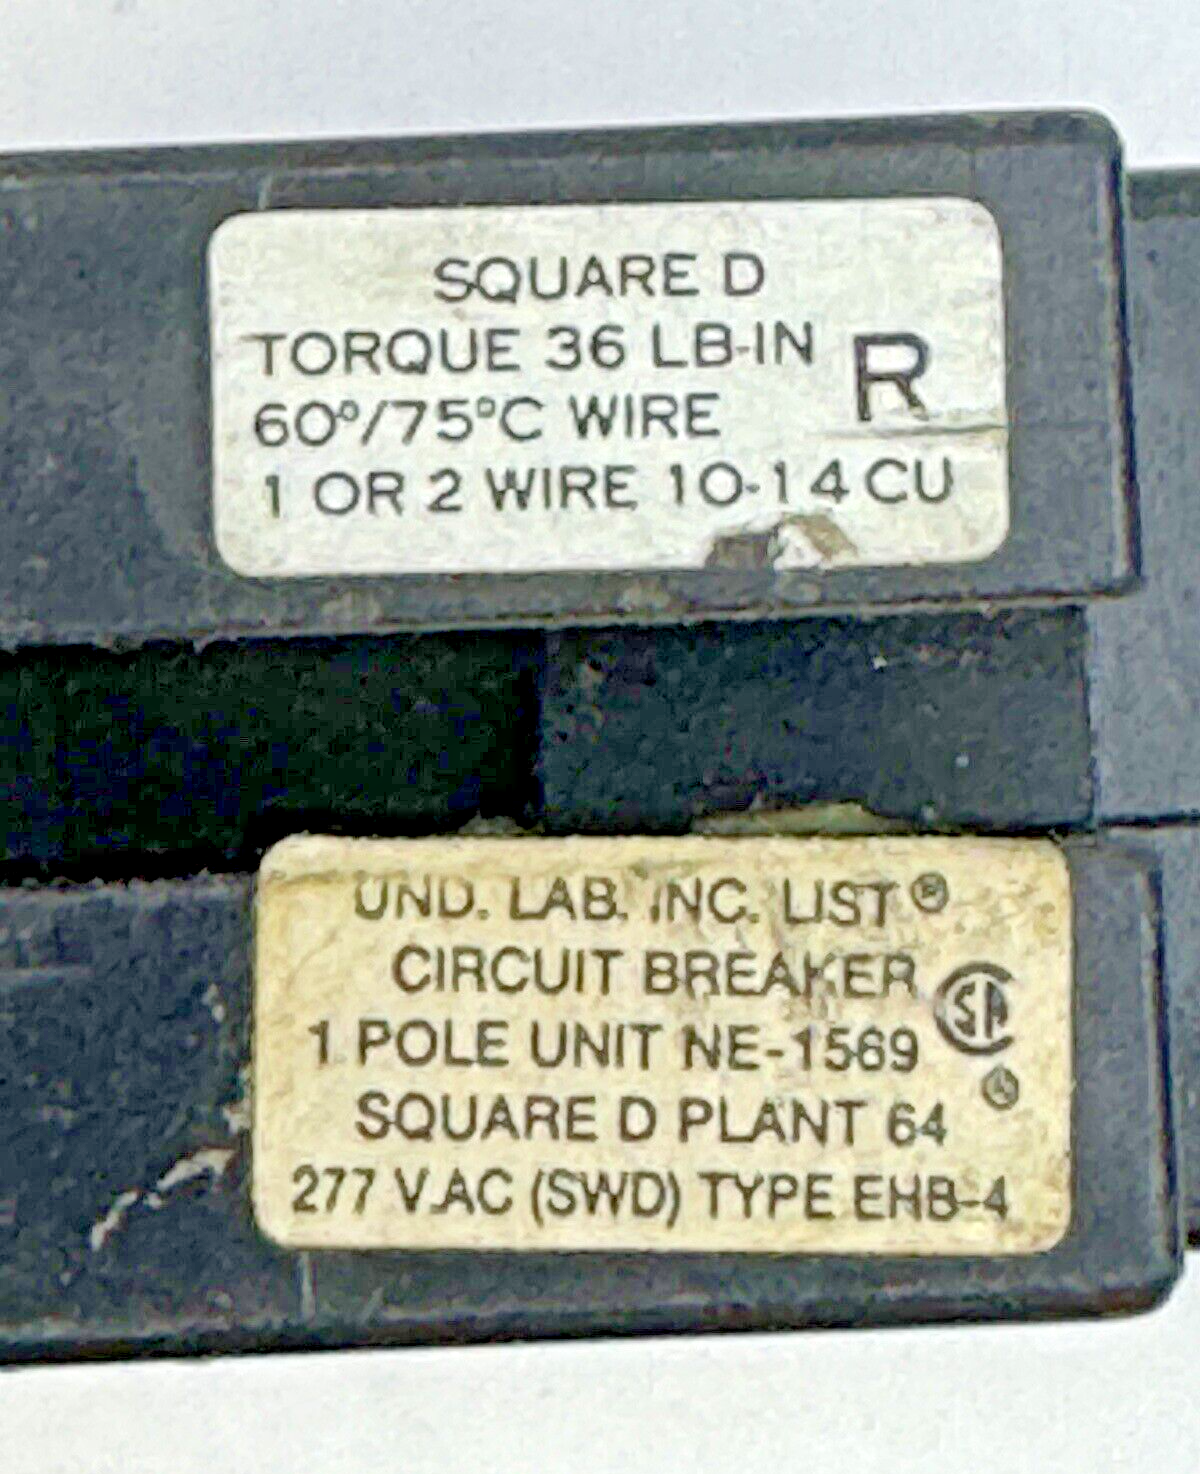 SQUARE D
TORQUE 36 LB-IN R
60°/75°C WIRE
1 OR 2 WIRE 10-14 CU
UND. LAB. INC. LIST ®
CIRCUIT BREAKER
1 POLE UNIT NE-1569 SA
SQUARE D PLANT 64
277 V.AC (SWD) TYPE EHB-4